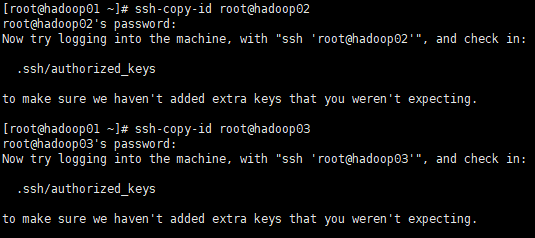 [root@hadoop01 ~]# ssh-copy-id root@hadoop02
root@hadoop02's password:
Now try logging into the machine, with "ssh 'root@hadoop02'", and check in:
.ssh/authorized_keys
to make sure we haven't added extra keys that you weren't expecting.
[root@hadoop01 ~]# ssh-copy-id root@hadoop03
root@hadoop03's password:
Now try logging into the machine, with "ssh 'root@hadoop03'", and check in:
.ssh/authorized_keys
to make sure we haven't added extra keys that you weren't expecting.